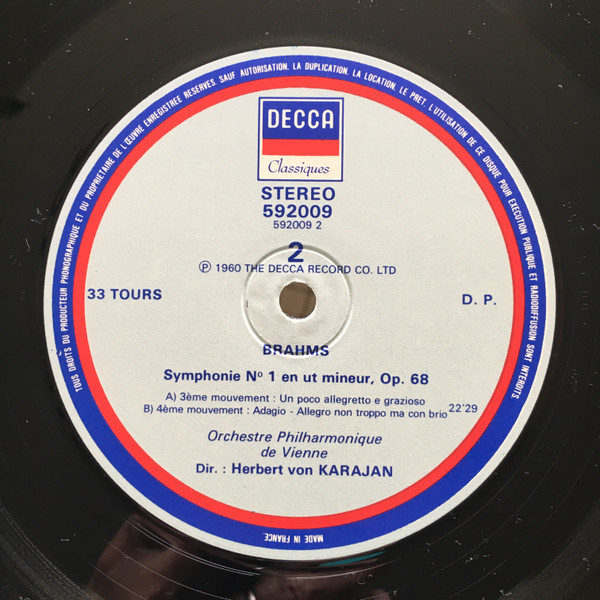 TOUS DROITS DU PRODUCTEUR PHONOGRAPHIQUE ET DU PROPRIETAIRE DE L'ŒUVRE ENREGISTREE RESERVES. SAUF AUTORISATION, LA DUPLICATION, LA LOCATION, LE PRET, L'UTILISATION DE CE DISQUE POUR EXECUTION PUBLIQUE ET RADIODIFFUSION SONT INTERDITS.
DECCA
Classiques
STEREO
592009
592009 2
2
Ⓟ 1960 THE DECCA RECORD CO. LTD
33 TOURS
D. P.
BRAHMS
Symphonie Nº 1 en ut mineur, Op. 68
A) 3ème mouvement : Un poco allegretto e grazioso
B) 4ème mouvement : Adagio - Allegro non troppo ma con brio 22'29
Orchestre Philharmonique
de Vienne
Dir. : Herbert von KARAJAN
MADE IN FRANCE.